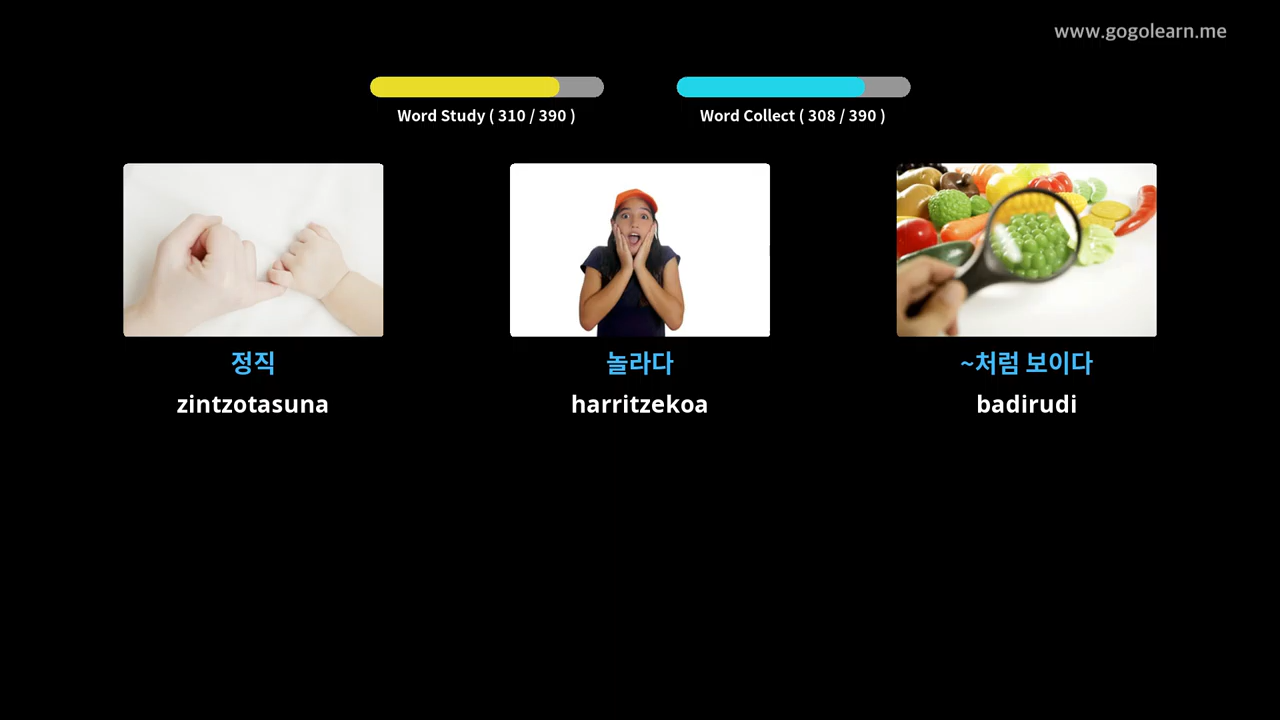 www.gogolearn.me
Word Study ( 310 / 390 )
Word Collect ( 308 / 390 )
정직
놀라다
~처럼 보이다
zintzotasuna
harritzekoa
badirudi